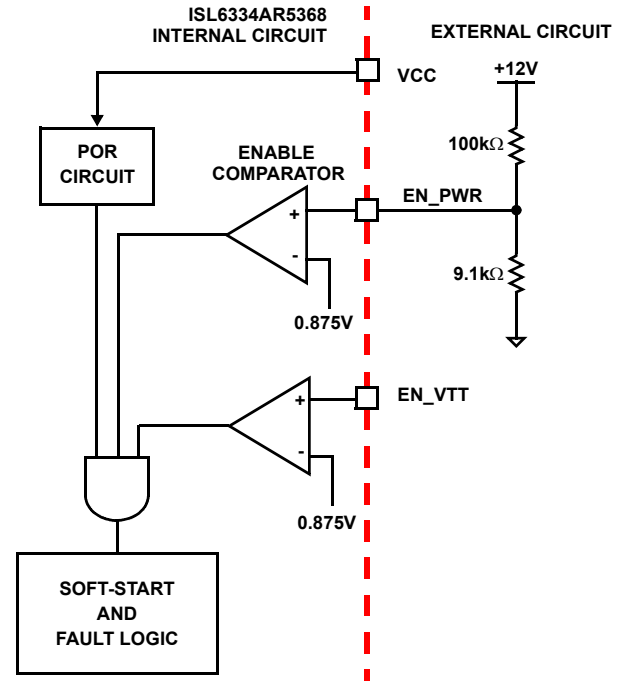 ISL6334AR5368
INTERNAL CIRCUIT
EXTERNAL CIRCUIT
+12V
VCC
100kΩ
POR
CIRCUIT
ENABLE
COMPARATOR
EN_PWR
+
-
9.1kΩ
0.875V
EN_VTT
+
-
0.875V
SOFT-START
AND
FAULT LOGIC